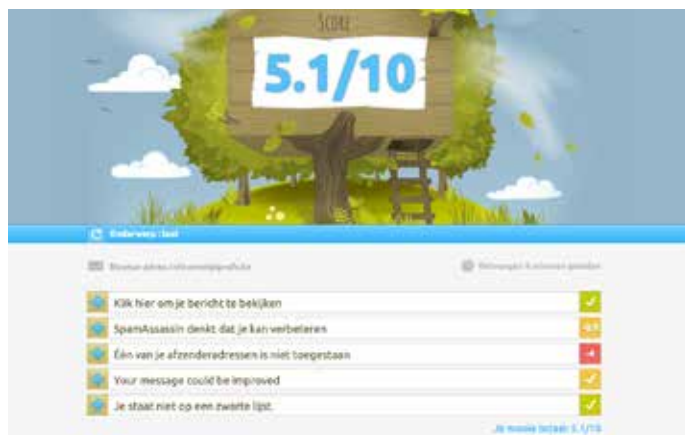 SCORE
5.1/10
Onderwerp : test
Klik hier om je bericht te bekijken
SpamAssassin denkt dat je kan verbeteren
Één van je afzenderadressen is niet toegestaan
Your message could be improved
Je staat niet op een zwarte lijst.
Je mooie totaal: 5.1/10